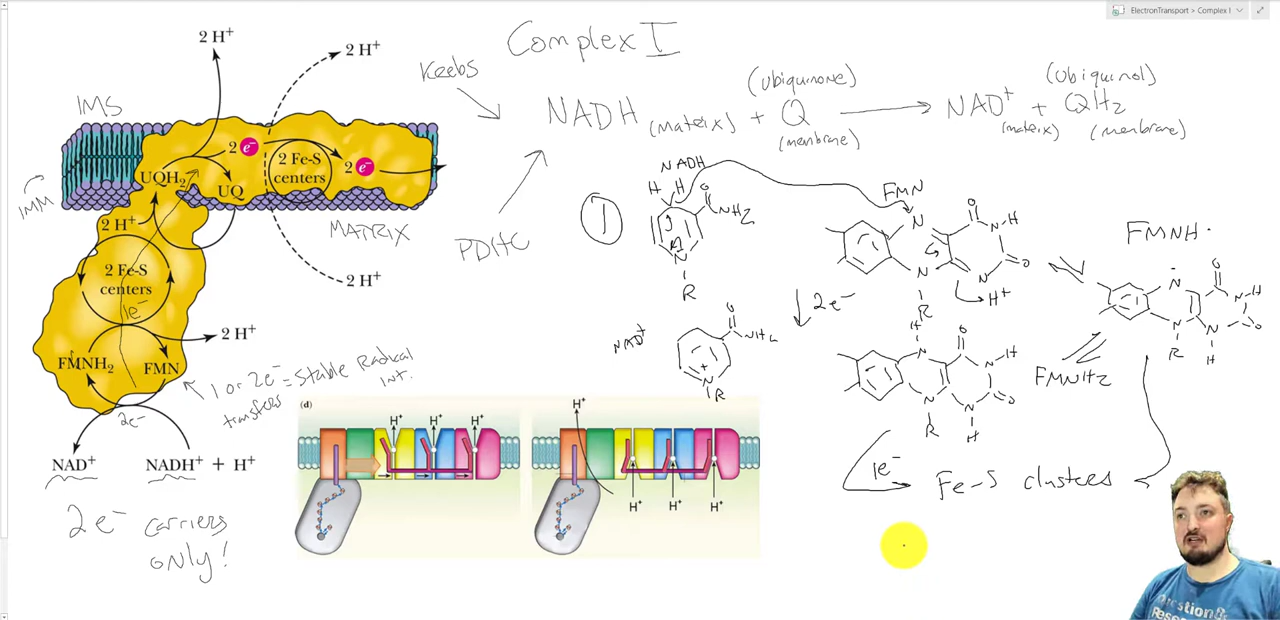 ElectronTransport > Complex I
Complex I
2 H⁺
2 H⁺
Krebs
IMS
(ubiquinone)
(ubiquinol)
NADH (matrix) + Q → NAD⁺ + QH₂
(membrane)
(matrix)
(membrane)
2 e⁻
2 Fe-S
centers
2 e⁻
UQH₂
UQ
IMM
MATRIX
PDHC
2 H⁺
2 H⁺
2 Fe-S
centers
1e⁻
2 H⁺
FMNH₂
FMN
2e⁻
1 or 2e⁻ = Stable Radical
transfers
Int.
NAD⁺
NADH⁺ + H⁺
2e⁻ carriers
only!
1
NADH
H H
O
NH2
N
R
NAD⁺
O
N
R
FMN
N
O
N
H
O
N
N
R
H⁺
2e⁻
H
N
O
N
H
O
N
R
N
H
FMNH·
N
O
N
H
O
N
R
N
H
FMNH2
1e⁻
Fe-S clusters
(d)
H⁺
H⁺
H⁺
H⁺
H⁺
H⁺
H⁺
estion
Rese